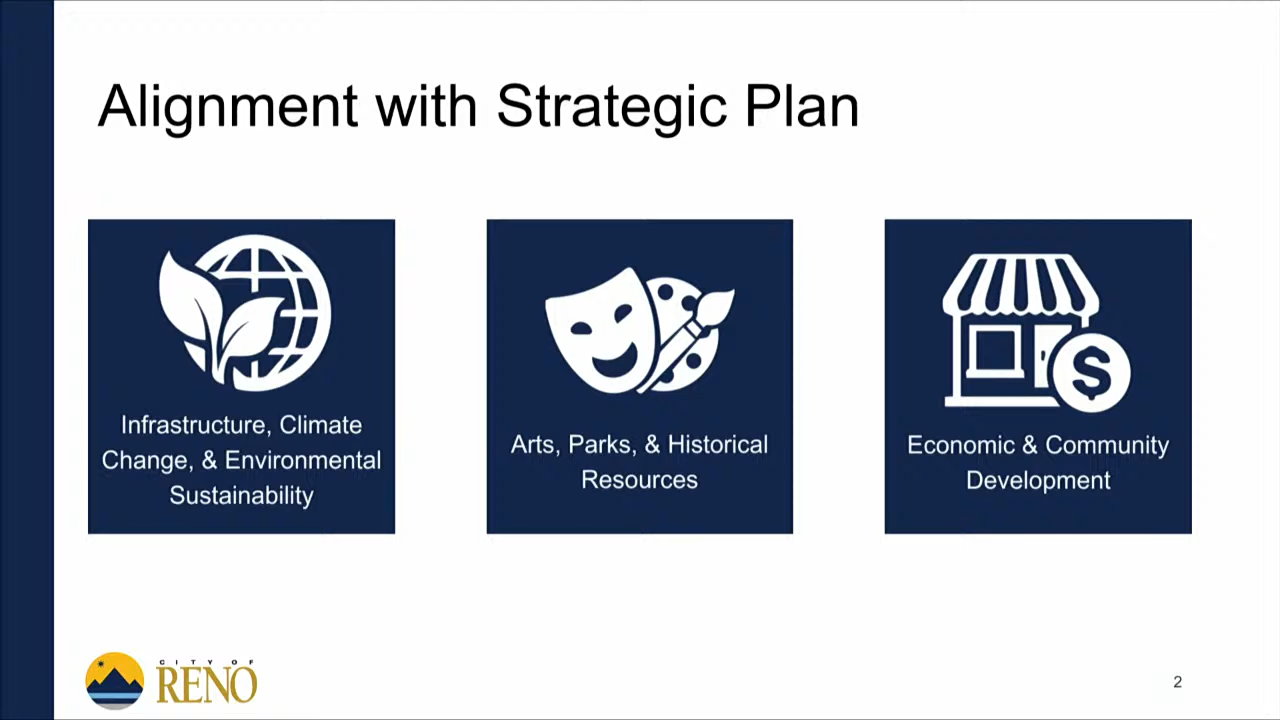 Alignment with Strategic Plan
Infrastructure, Climate
Change, & Environmental
Sustainability
Arts, Parks, & Historical
Resources
$
Economic & Community
Development
CITY OF
RENO
2